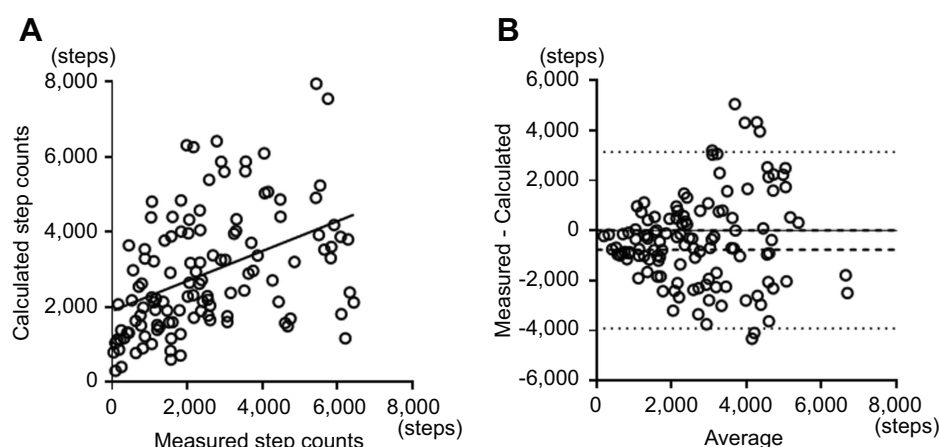 A
(steps)
8,000
6,000
4,000
2,000
0
Calculated step counts
0 2,000 4,000 6,000 8,000
(steps)
Measured step counts
B
(steps)
6,000
4,000
2,000
0
-2,000
-4,000
-6,000
Measured - Calculated
0 2,000 4,000 6,000 8,000
(steps)
Average